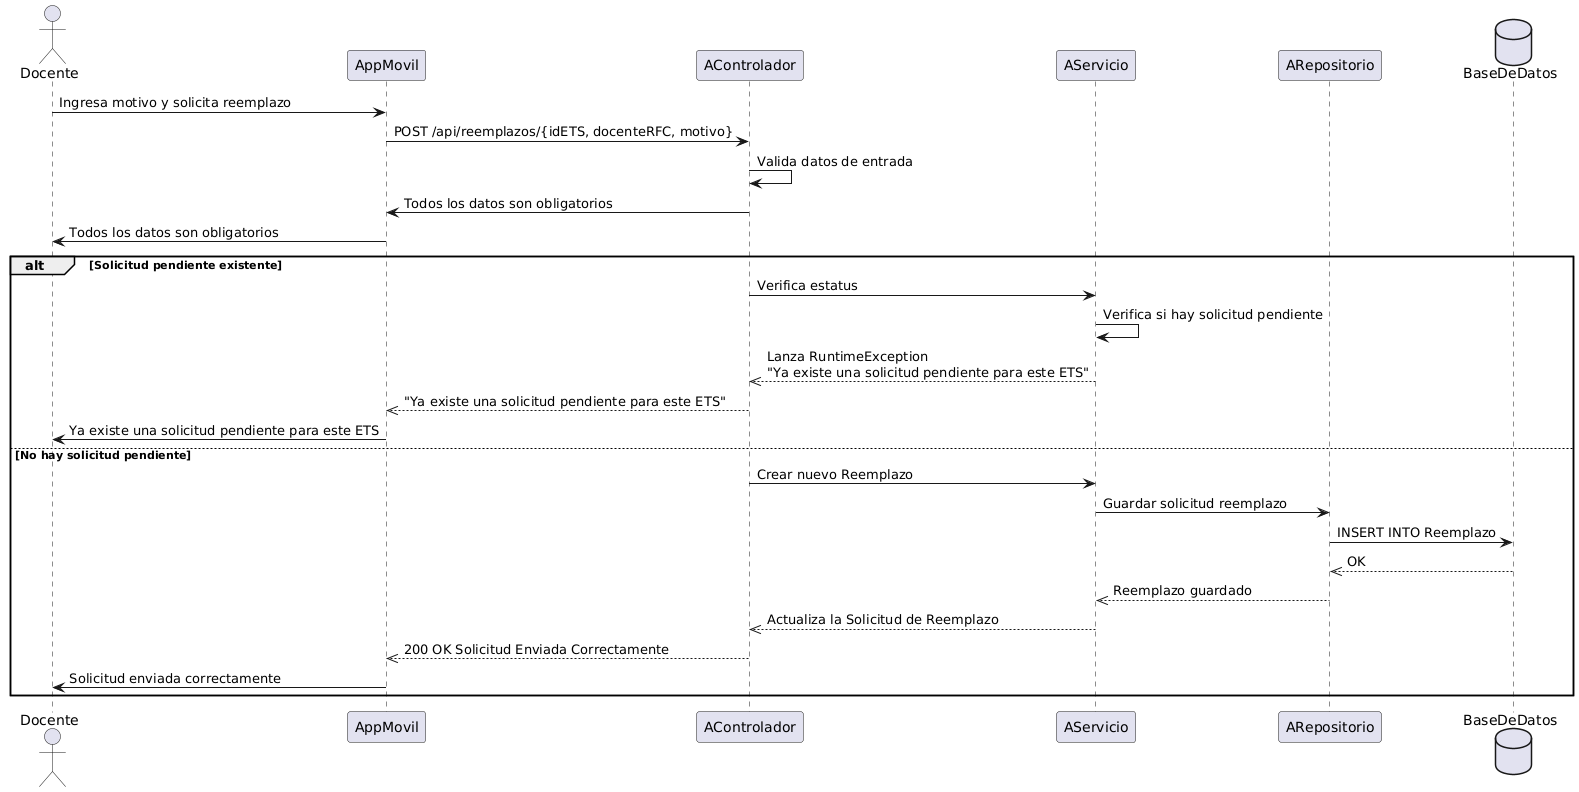 Docente
AppMovil
AControlador
AServicio
ARepositorio
BaseDeDatos
Ingresa motivo y solicita reemplazo
POST /api/reemplazos/{idETS, docenteRFC, motivo}
Valida datos de entrada
Todos los datos son obligatorios
Todos los datos son obligatorios
alt [Solicitud pendiente existente]
Verifica estatus
Verifica si hay solicitud pendiente
Lanza RuntimeException
"Ya existe una solicitud pendiente para este ETS"
"Ya existe una solicitud pendiente para este ETS"
Ya existe una solicitud pendiente para este ETS
[No hay solicitud pendiente]
Crear nuevo Reemplazo
Guardar solicitud reemplazo
INSERT INTO Reemplazo
OK
Reemplazo guardado
Actualiza la Solicitud de Reemplazo
200 OK Solicitud Enviada Correctamente
Solicitud enviada correctamente
Docente
AppMovil
AControlador
AServicio
ARepositorio
BaseDeDatos